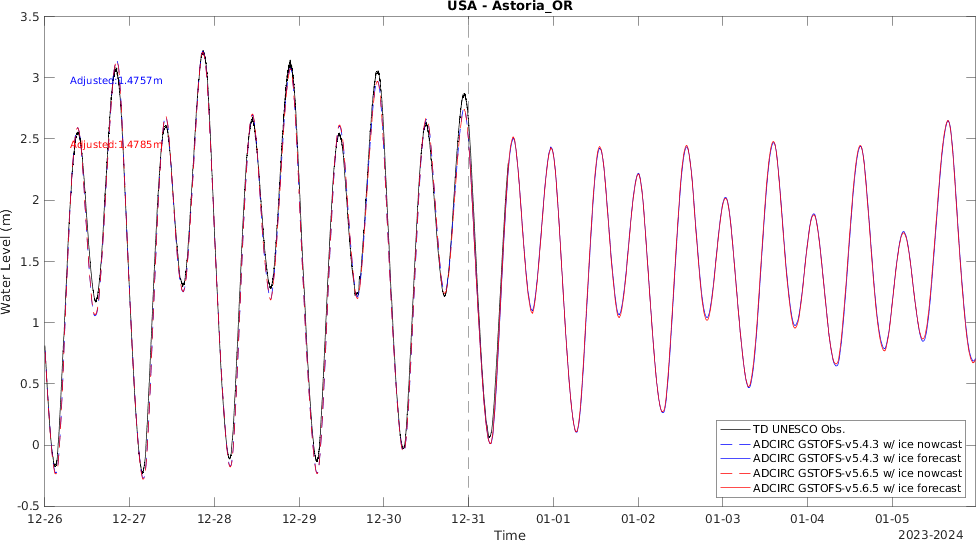 USA - Astoria_OR
3.5
3
2.5
2
1.5
1
0.5
0
-0.5
Water Level (m)
Adjusted:1.4757m
Adjusted:1.4785m
TD UNESCO Obs.
ADCIRC GSTOFS-v5.4.3 w/ ice nowcast
ADCIRC GSTOFS-v5.4.3 w/ ice forecast
ADCIRC GSTOFS-v5.6.5 w/ ice nowcast
ADCIRC GSTOFS-v5.6.5 w/ ice forecast
12-26 12-27 12-28 12-29 12-30 12-31 01-01 01-02 01-03 01-04 01-05
Time
2023-2024